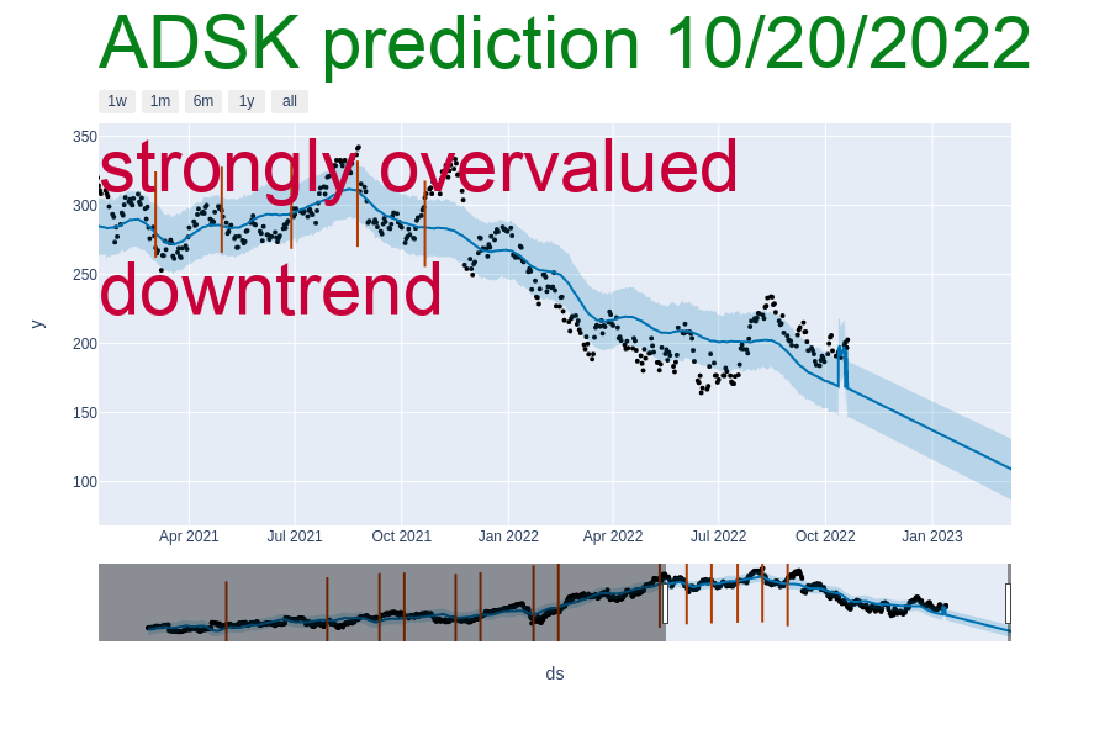 ADSK prediction 10/20/2022
1w 1m 6m 1y all
350
strongly overvalued
300
250
downtrend
y
200
150
100
Apr 2021 Jul 2021 Oct 2021 Jan 2022 Apr 2022 Jul 2022 Oct 2022 Jan 2023
ds